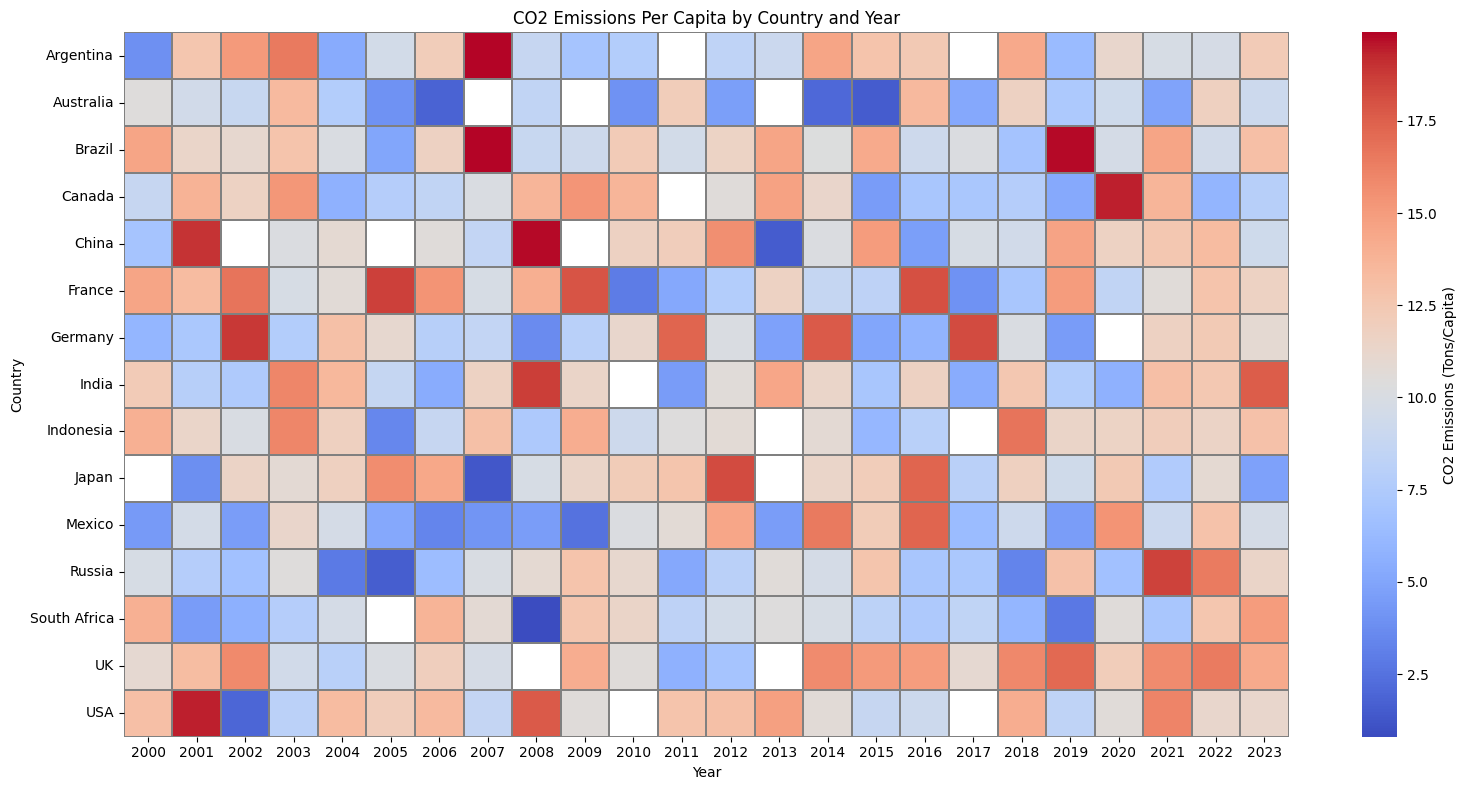 CO2 Emissions Per Capita by Country and Year
Argentina
Australia
Brazil
Canada
China
France
Germany
India
Indonesia
Japan
Mexico
Russia
South Africa
UK
USA
Country
2000 2001 2002 2003 2004 2005 2006 2007 2008 2009 2010 2011 2012 2013 2014 2015 2016 2017 2018 2019 2020 2021 2022 2023
Year
17.5
15.0
12.5
10.0
7.5
5.0
2.5
CO2 Emissions (Tons/Capita)